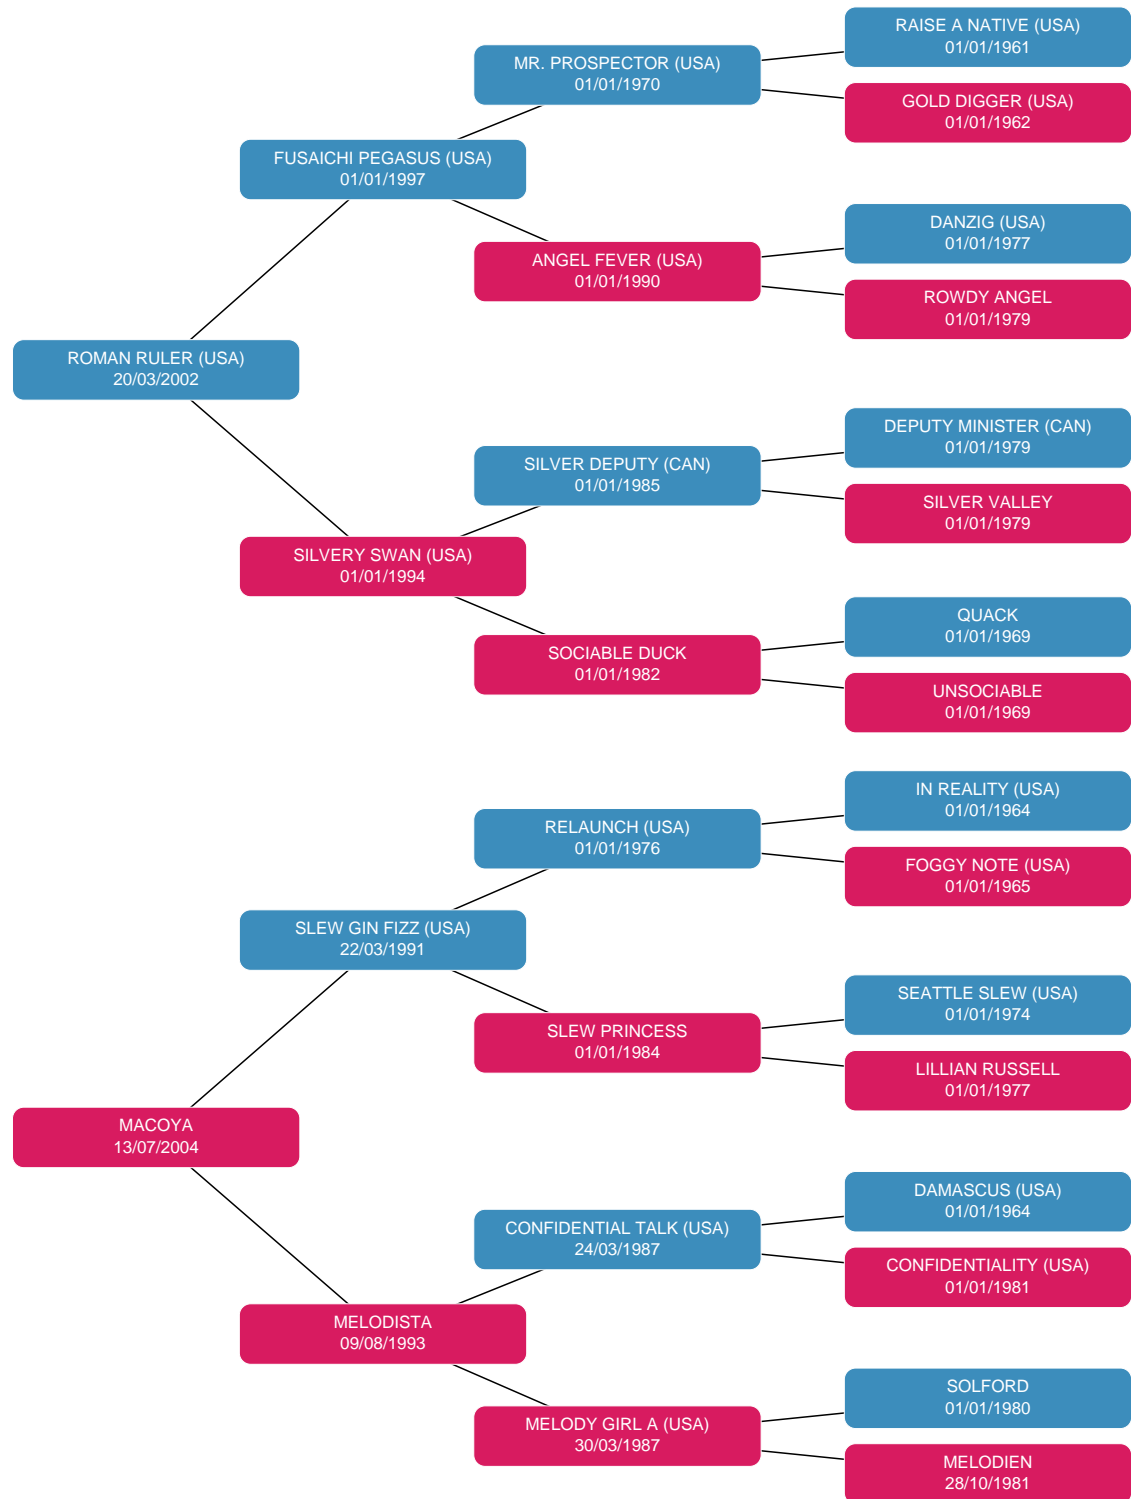 RAISE A NATIVE (USA)
01/01/1961
MR. PROSPECTOR (USA)
01/01/1970
GOLD DIGGER (USA)
01/01/1962
FUSAICHI PEGASUS (USA)
01/01/1997
DANZIG (USA)
01/01/1977
ANGEL FEVER (USA)
01/01/1990
ROWDY ANGEL
01/01/1979
ROMAN RULER (USA)
20/03/2002
DEPUTY MINISTER (CAN)
01/01/1979
SILVER DEPUTY (CAN)
01/01/1985
SILVER VALLEY
01/01/1979
SILVERY SWAN (USA)
01/01/1994
QUACK
01/01/1969
SOCIABLE DUCK
01/01/1982
UNSOCIABLE
01/01/1969
IN REALITY (USA)
01/01/1964
RELAUNCH (USA)
01/01/1976
FOGGY NOTE (USA)
01/01/1965
SLEW GIN FIZZ (USA)
22/03/1991
SEATTLE SLEW (USA)
01/01/1974
SLEW PRINCESS
01/01/1984
LILLIAN RUSSELL
01/01/1977
MACOYA
13/07/2004
DAMASCUS (USA)
01/01/1964
CONFIDENTIAL TALK (USA)
24/03/1987
CONFIDENTIALITY (USA)
01/01/1981
MELODISTA
09/08/1993
SOLFORD
01/01/1980
MELODY GIRL A (USA)
30/03/1987
MELODIEN
28/10/1981